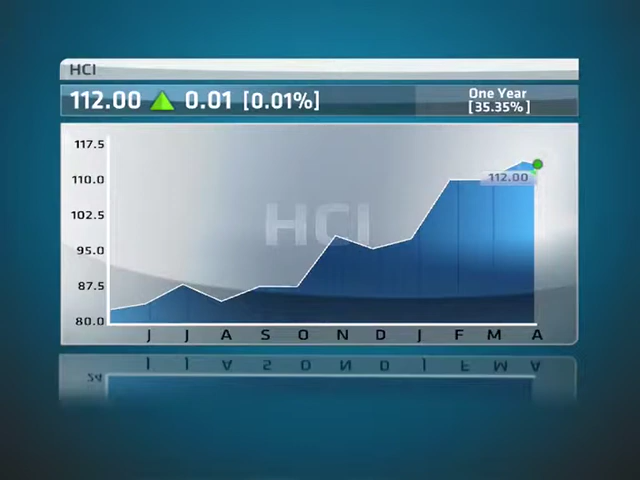 HCI
112.00 0.01 [0.01%]
One Year
[35.35%]
117.5
110.0
102.5
95.0
87.5
80.0
HCI
112.00
J J A S O N D J F M A